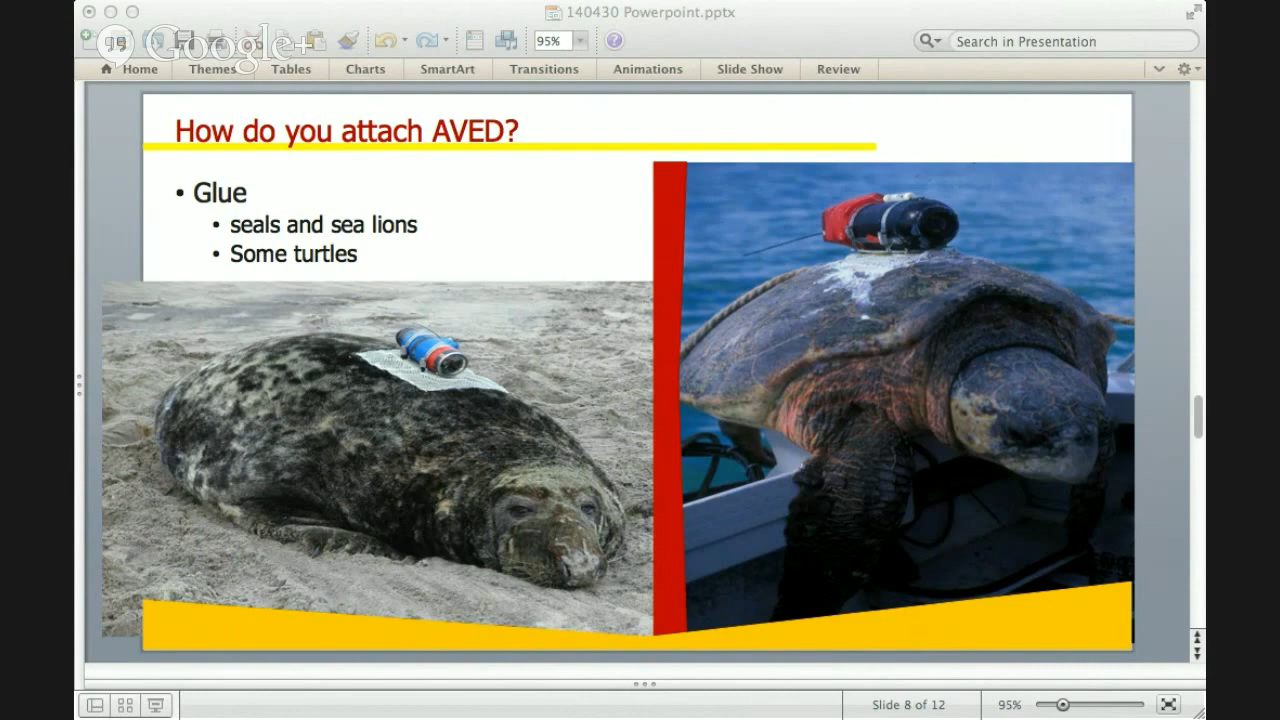 140430 Powerpoint.pptx
Google+
95%
Search in Presentation
Home Themes Tables Charts SmartArt Transitions Animations Slide Show Review
How do you attach AVED?
• Glue
• seals and sea lions
• Some turtles
Slide 8 of 12 95%